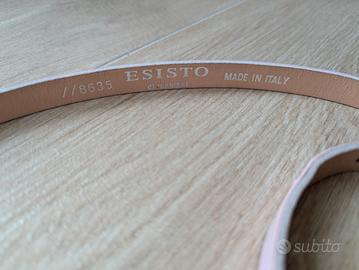 //8635 ESISTO MADE IN ITALY
subito